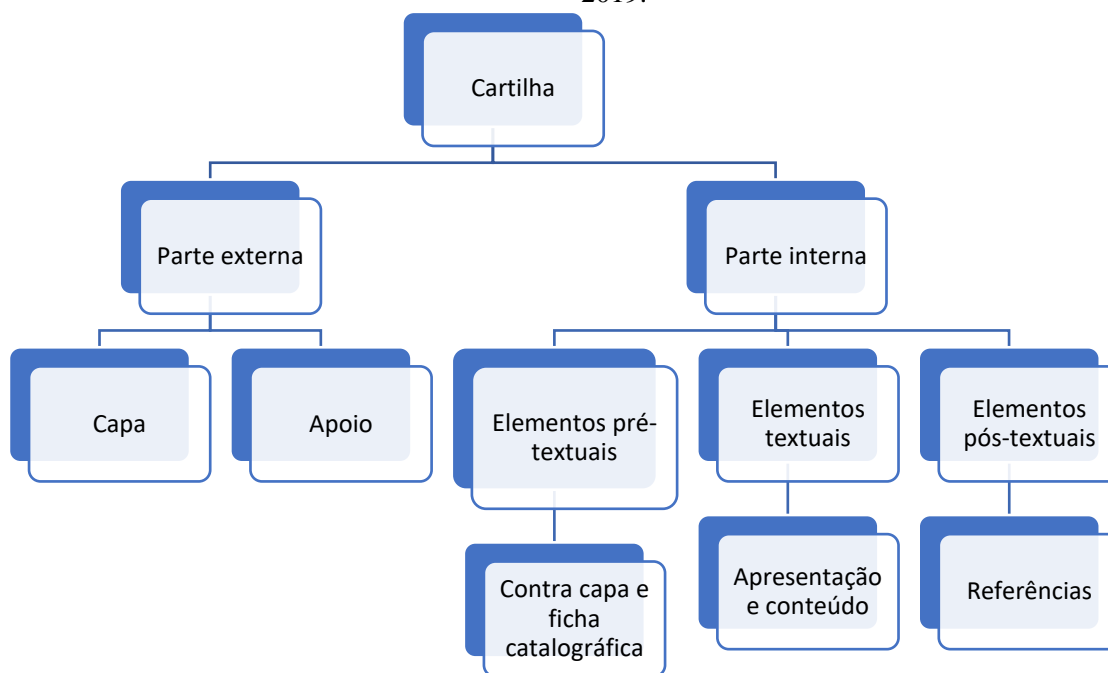 2019.
Cartilha
Parte externa
Parte interna
Capa
Apoio
Elementos pré-
textuais
Elementos
textuais
Elementos
pós-textuais
Contra capa e
ficha
catalográfica
Apresentação
e conteúdo
Referências